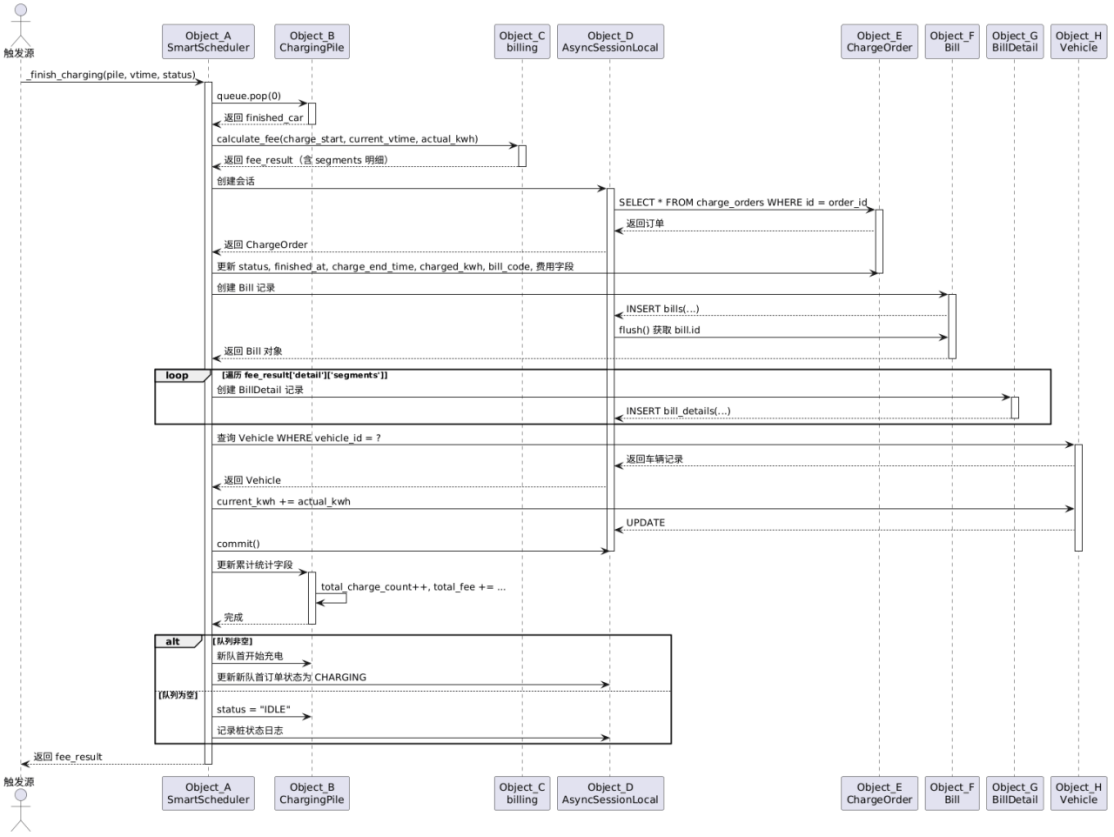 触发源
Object_A
SmartScheduler
Object_B
ChargingPile
Object_C
billing
Object_D
AsyncSessionLocal
Object_E
ChargeOrder
Object_F
Bill
Object_G
BillDetail
Object_H
Vehicle
_finish_charging(pile, vtime, status)
queue.pop(0)
返回 finished_car
calculate_fee(charge_start, current_vtime, actual_kwh)
返回 fee_result（含 segments 明细）
创建会话
SELECT * FROM charge_orders WHERE id = order_id
返回订单
返回 ChargeOrder
更新 status, finished_at, charge_end_time, charged_kwh, bill_code, 费用字段
创建 Bill 记录
INSERT bills(...)
flush() 获取 bill.id
返回 Bill 对象
loop
[遍历 fee_result['detail']['segments']]
创建 BillDetail 记录
INSERT bill_details(...)
查询 Vehicle WHERE vehicle_id = ?
返回车辆记录
返回 Vehicle
current_kwh += actual_kwh
UPDATE
commit()
更新累计统计字段
total_charge_count++, total_fee += ...
完成
alt
[队列非空]
新队首开始充电
更新新队首订单状态为 CHARGING
[队列为空]
status = "IDLE"
记录桩状态日志
返回 fee_result
触发源
Object_A
SmartScheduler
Object_B
ChargingPile
Object_C
billing
Object_D
AsyncSessionLocal
Object_E
ChargeOrder
Object_F
Bill
Object_G
BillDetail
Object_H
Vehicle